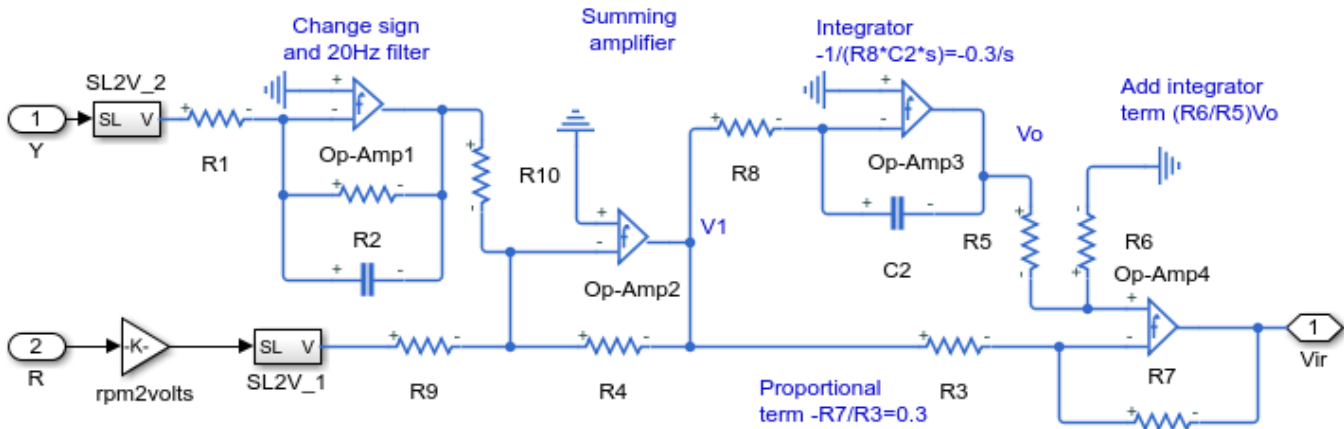 Change sign
and 20Hz filter
Summing
amplifier
Integrator
-1/(R8*C2*s)=-0.3/s
SL2V_2
Add integrator
term (R6/R5)Vo
1
SL V
Y
R1
+
-
+
-
Op-Amp1
+
-
R10
+
-
R2
+
-
+
-
Op-Amp2
V1
+
-
R8
+
-
Op-Amp3
Vo
+
-
C2
+
-
R5
-
+
R6
Op-Amp4
+
-
2
R
-K-
rpm2volts
SL V
SL2V_1
+
-
R9
+
-
R4
+
-
R3
Proportional
term -R7/R3=0.3
R7
+
-
1
Vir